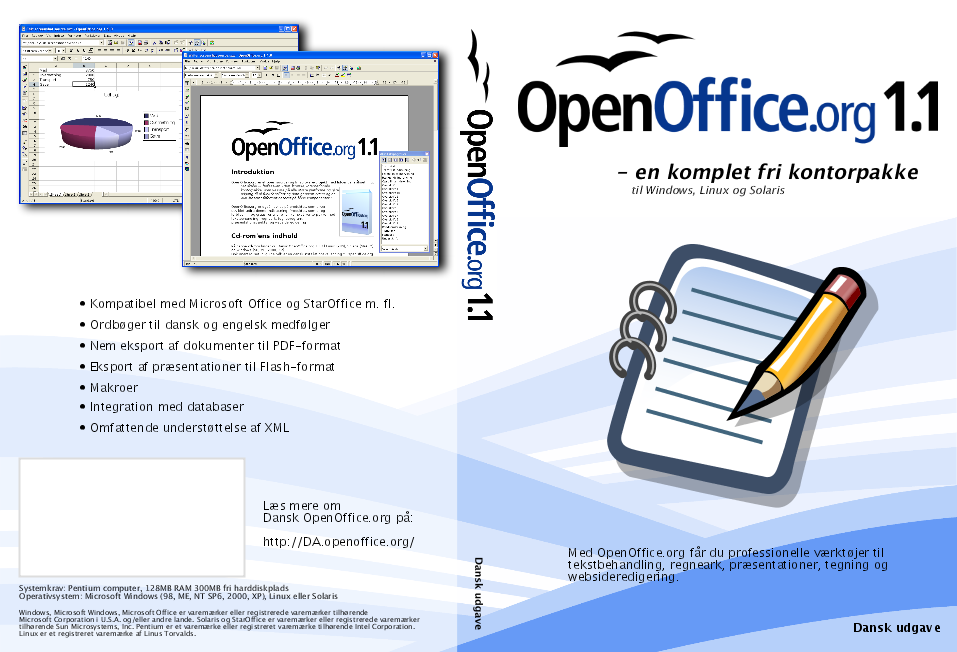 OpenOffice.org 1.1
Introduktion
Cd-rom'ens indhold
• Kompatibel med Microsoft Office og StarOffice m. fl.
• Ordbøger til dansk og engelsk medfølger
• Nem eksport af dokumenter til PDF-format
• Eksport af præsentationer til Flash-format
• Makroer
• Integration med databaser
• Omfattende understøttelse af XML
Læs mere om
Dansk OpenOffice.org på:
http://DA.openoffice.org/
Systemkrav: Pentium computer, 128MB RAM 300MB fri harddiskplads
Operativsystem: Microsoft Windows (98, ME, NT SP6, 2000, XP), Linux eller Solaris
Windows, Microsoft Windows, Microsoft Office er varemærker eller registrerede varemærker tilhørende
Microsoft Corporation i U.S.A. og/eller andre lande. Solaris og StarOffice er varemærker eller registrerede varemærker
tilhørende Sun Microsystems, Inc. Pentium er et varemærke eller registreret varemærke tilhørende Intel Corporation.
Linux er et registreret varemærke af Linus Torvalds.
OpenOffice.org 1.1
Dansk udgave
OpenOffice.org 1.1
– en komplet fri kontorpakke
til Windows, Linux og Solaris
Med OpenOffice.org får du professionelle værktøjer til
tekstbehandling, regneark, præsentationer, tegning og
websideredigering.
Dansk udgave